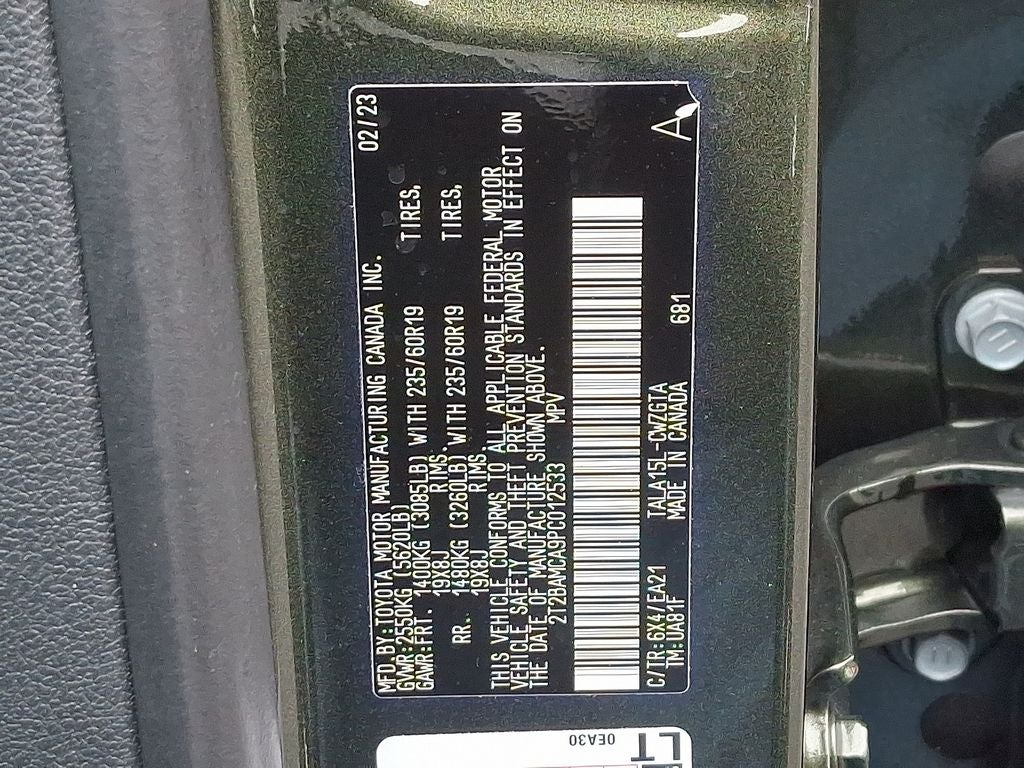 MFD.BY:TOYOTA MOTOR MANUFACTURING CANADA INC. 02/23
GVWR:2550KG (5620LB)
GAWR:FRT. 1400KG (3085LB) WITH 235/60R19 TIRES,
19X8J RIMS,
RR. 1480KG (3260LB) WITH 235/60R19 TIRES,
19X8J RIMS.
THIS VEHICLE CONFORMS TO ALL APPLICABLE FEDERAL MOTOR
VEHICLE SAFETY AND THEFT PREVENTION STANDARDS IN EFFECT ON
THE DATE OF MANUFACTURE SHOWN ABOVE.
2T2BAMCA9PC012533 MPV
C/TR:6X4/EA21 TALA15L-CWZGTA 681
TM:UA81F MADE IN CANADA
A
0EA30
LT